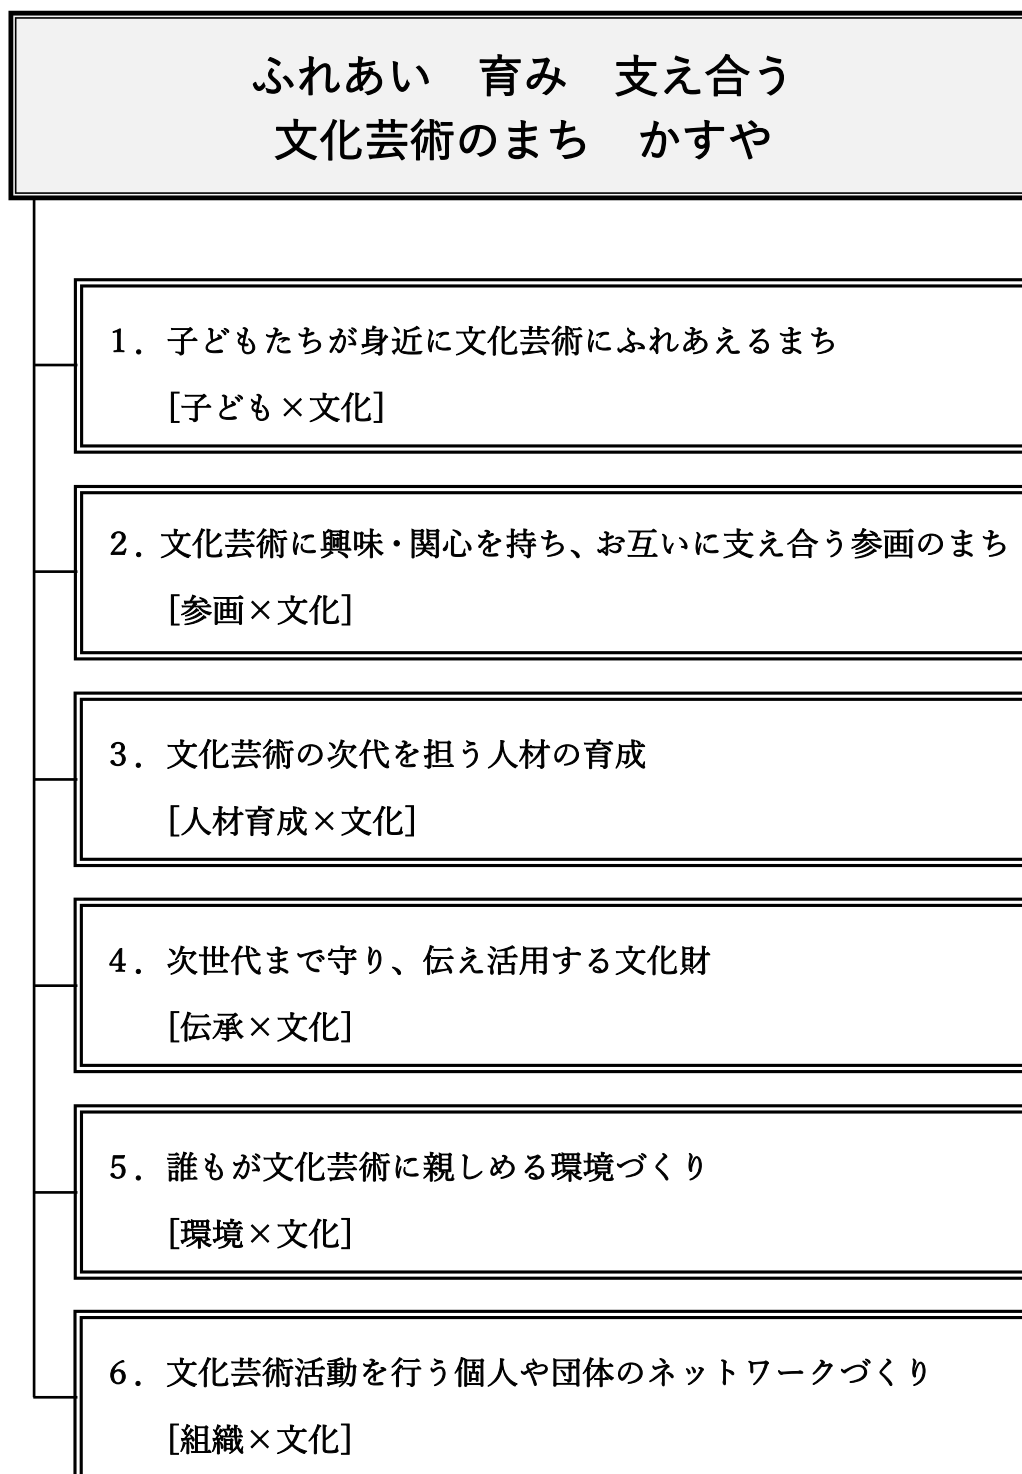 ふれあい　育み　支え合う
文化芸術のまち　かすや
1．子どもたちが身近に文化芸術にふれあえるまち
[子ども×文化]
2．文化芸術に興味・関心を持ち、お互いに支え合う参画のまち
[参画×文化]
3．文化芸術の次代を担う人材の育成
[人材育成×文化]
4．次世代まで守り、伝え活用する文化財
[伝承×文化]
5．誰もが文化芸術に親しめる環境づくり
[環境×文化]
6．文化芸術活動を行う個人や団体のネットワークづくり
[組織×文化]